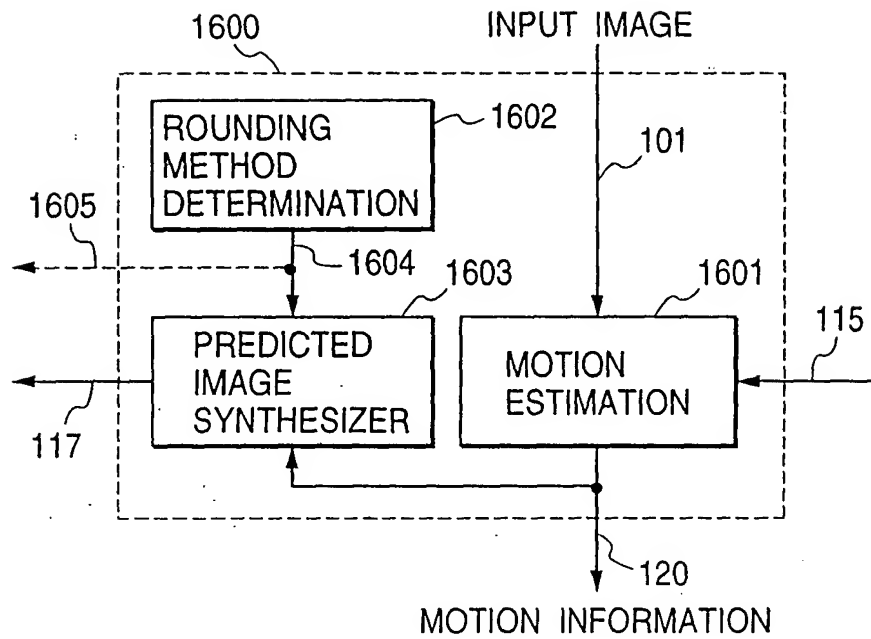 1600
INPUT IMAGE
ROUNDING
METHOD
DETERMINATION
1602
101
1605
1604
1603
1601
PREDICTED
IMAGE
SYNTHESIZER
MOTION
ESTIMATION
115
117
120
MOTION INFORMATION